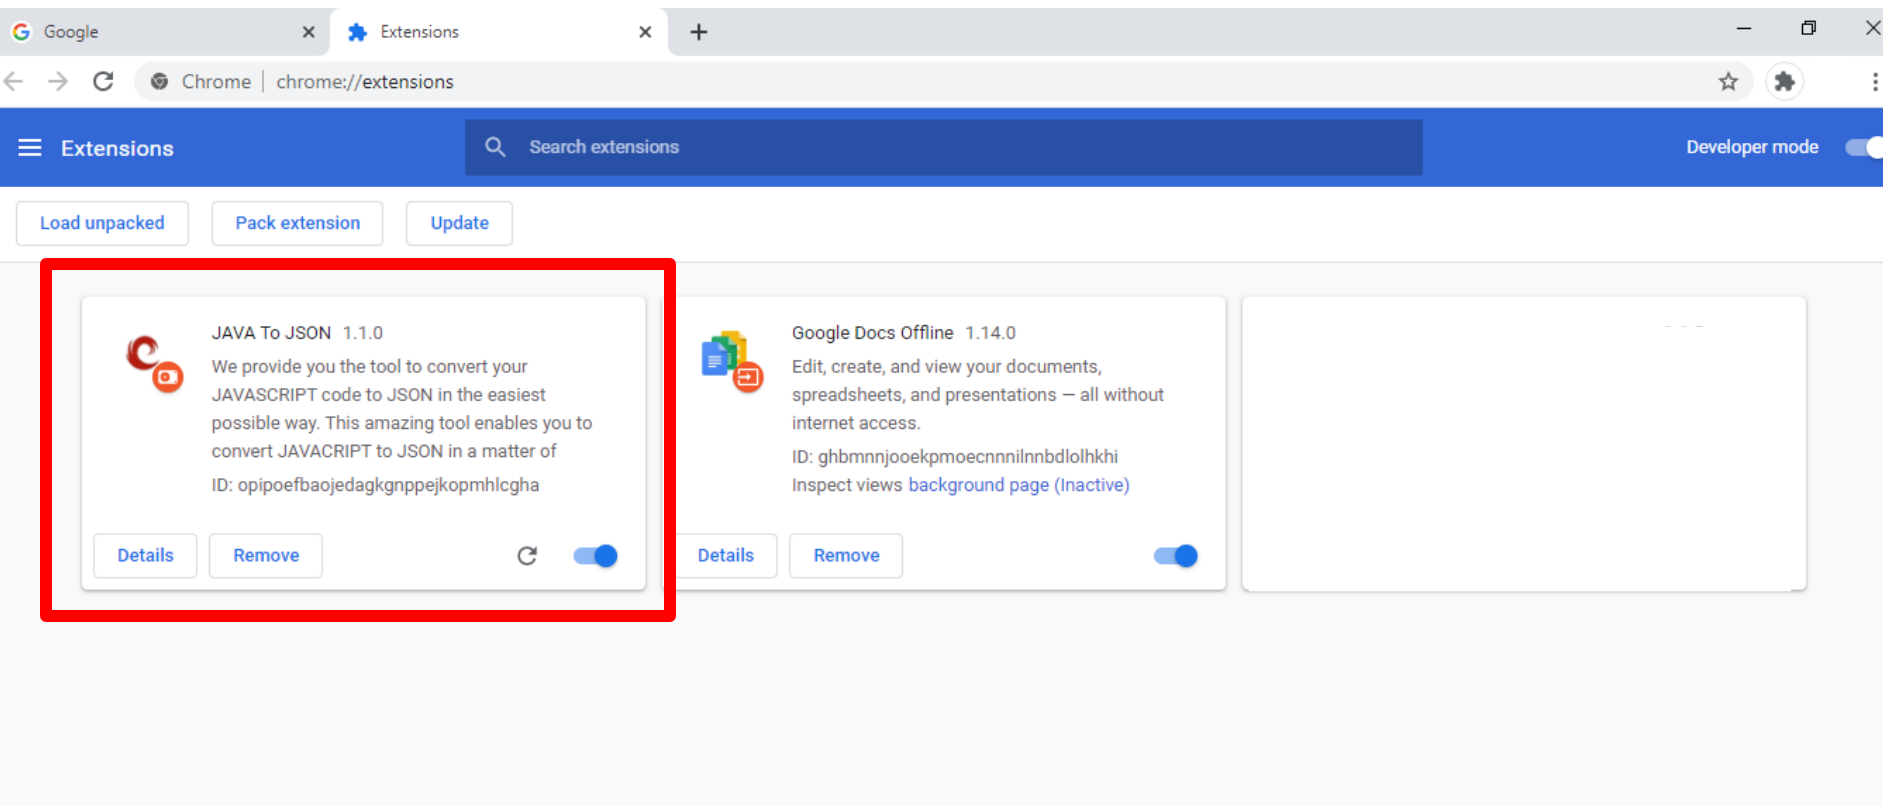 Google
Extensions
Chrome | chrome://extensions
Extensions
Search extensions
Developer mode
Load unpacked
Pack extension
Update
JAVA To JSON 1.1.0
We provide you the tool to convert your
JAVASCRIPT code to JSON in the easiest
possible way. This amazing tool enables you to
convert JAVACRIPT to JSON in a matter of
ID: opipoefbaojedagkgnppejkopmhlcgha
Details
Remove
Google Docs Offline 1.14.0
Edit, create, and view your documents,
spreadsheets, and presentations — all without
internet access.
ID: ghbmnnjooekpmoecnnnilnnbdlolhkhi
Inspect views background page (Inactive)
Details
Remove